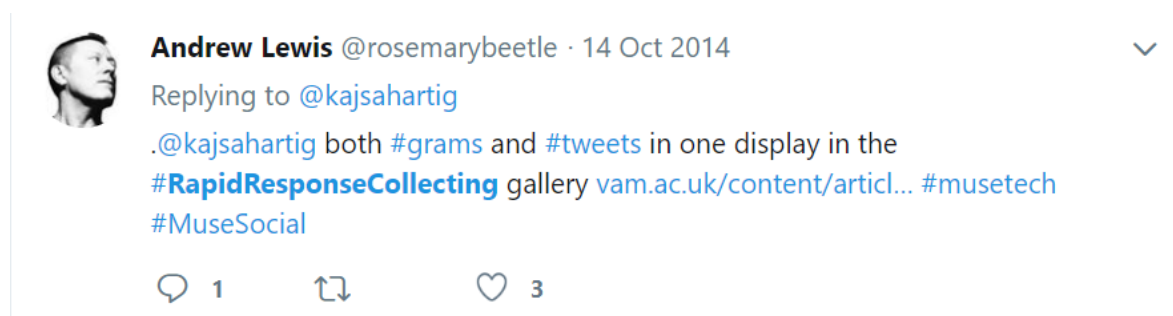 Andrew Lewis @rosemarybeetle · 14 Oct 2014
Replying to @kajsahartig
.@kajsahartig both #grams and #tweets in one display in the
#RapidResponseCollecting gallery vam.ac.uk/content/articl... #musetech
#MuseSocial
1 3